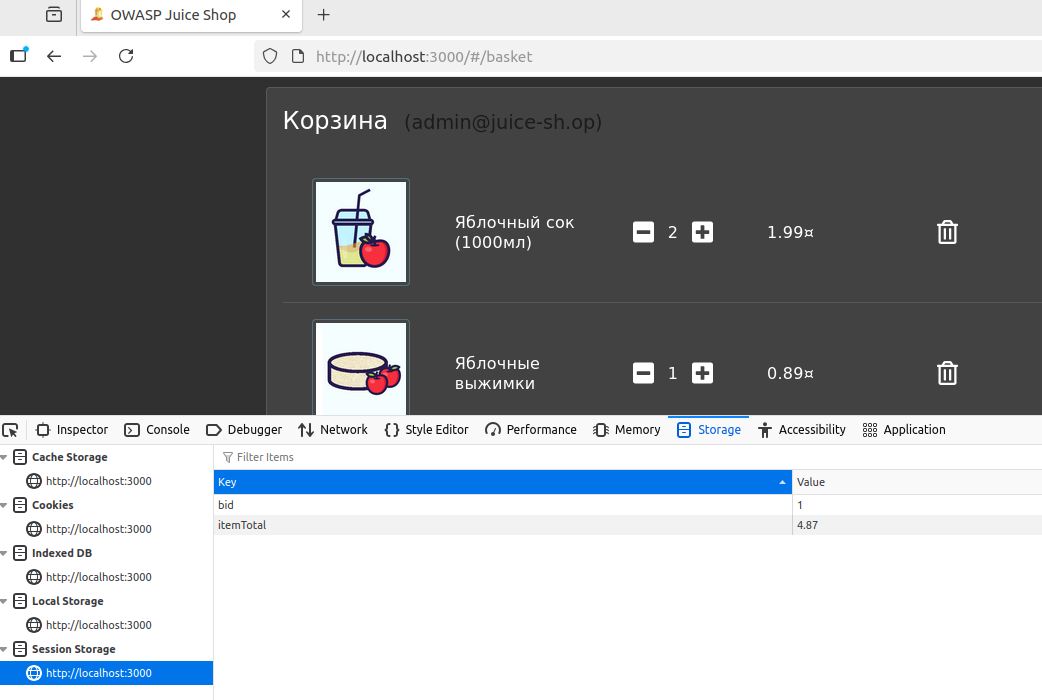 OWASP Juice Shop
http://localhost:3000/#/basket
Корзина (admin@juice-sh.op)
Яблочный сок
(1000мл)
2
1.99¤
Яблочные
выжимки
1
0.89¤
Inspector Console Debugger Network Style Editor Performance Memory Storage Accessibility Application
Cache Storage
http://localhost:3000
Cookies
http://localhost:3000
Indexed DB
http://localhost:3000
Local Storage
http://localhost:3000
Session Storage
http://localhost:3000
Filter Items
Key Value
bid 1
itemTotal 4.87